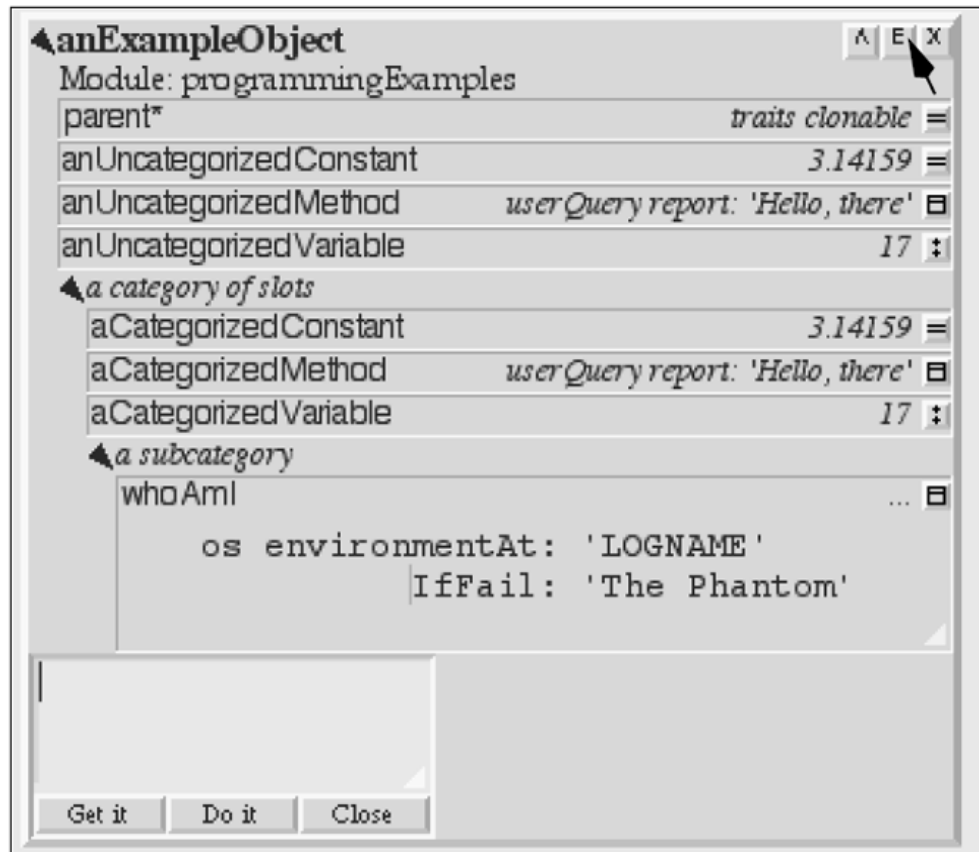 anExampleObject Λ E X
Module: programmingExamples
parent* traits clonable =
anUncategorizedConstant 3.14159 =
anUncategorizedMethod userQuery report: 'Hello, there'
anUncategorizedVariable 17 :
a category of slots
aCategorizedConstant 3.14159 =
aCategorizedMethod userQuery report: 'Hello, there'
aCategorizedVariable 17 :
a subcategory
whoAmI ...
os environmentAt: 'LOGNAME'
IfFail: 'The Phantom'
Get it Do it Close